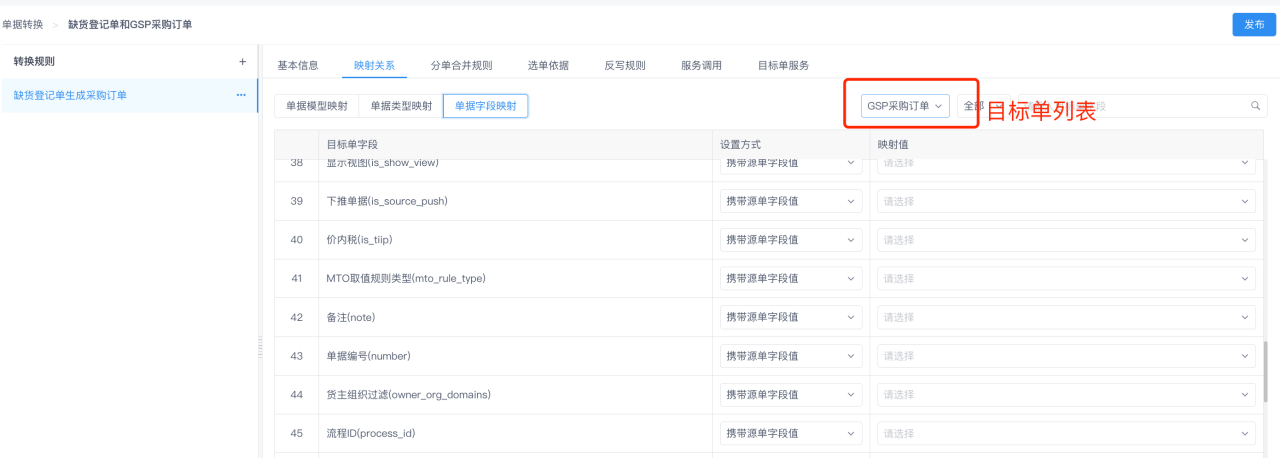 单据转换 > 缺货登记单和GSP采购订单
发布
转换规则 +
缺货登记单生成采购订单 ···
基本信息 映射关系 分单合并规则 选单依据 反写规则 服务调用 目标单服务
单据模型映射 单据类型映射 单据字段映射
GSP采购订单 全部
目标单列表
目标单字段 设置方式 映射值
38 显示视图(is_show_view) 携带源单字段值 请选择
39 下推单据(is_source_push) 携带源单字段值 请选择
40 价内税(is_tiip) 携带源单字段值 请选择
41 MTO取值规则类型(mto_rule_type) 携带源单字段值 请选择
42 备注(note) 携带源单字段值 请选择
43 单据编号(number) 携带源单字段值 请选择
44 货主组织过滤(owner_org_domains) 携带源单字段值 请选择
45 流程ID(process_id) 携带源单字段值 请选择